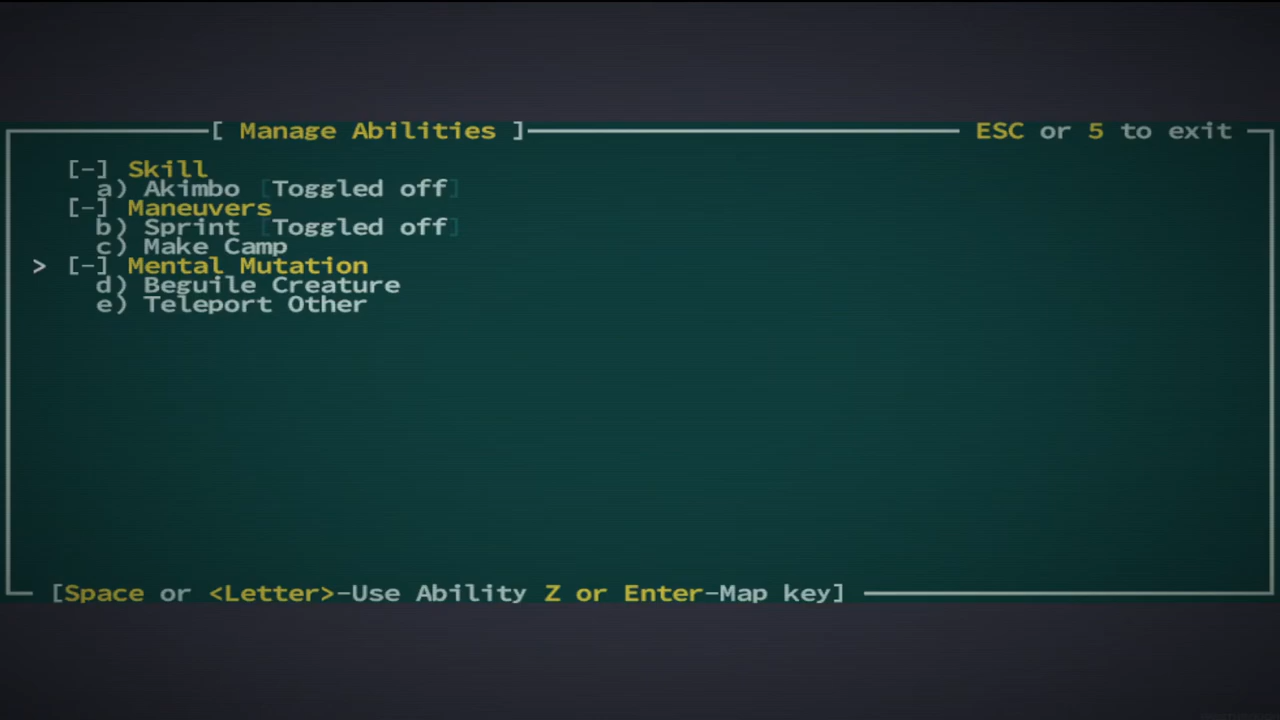 [ Manage Abilities ] ESC or 5 to exit
[-] Skill
a) Akimbo [Toggled off]
[-] Maneuvers
b) Sprint [Toggled off]
c) Make Camp
> [-] Mental Mutation
d) Beguile Creature
e) Teleport Other
[Space or <Letter>-Use Ability Z or Enter-Map key]